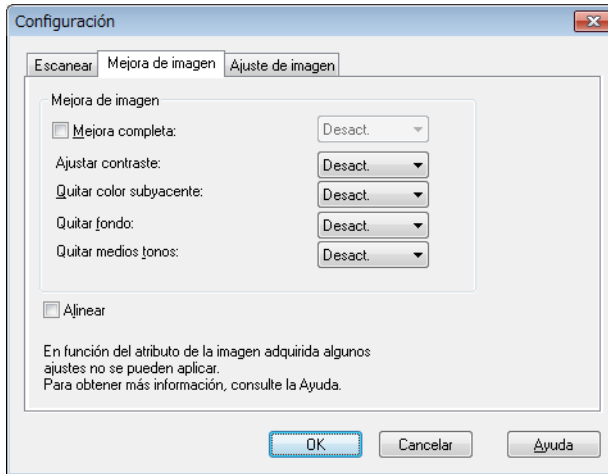 Configuración
Escanear Mejora de imagen Ajuste de imagen
Mejora de imagen
Mejora completa: Desact.
Ajustar contraste: Desact.
Quitar color subyacente: Desact.
Quitar fondo: Desact.
Quitar medios tonos: Desact.
Alinear
En función del atributo de la imagen adquirida algunos
ajustes no se pueden aplicar.
Para obtener más información, consulte la Ayuda.
OK Cancelar Ayuda